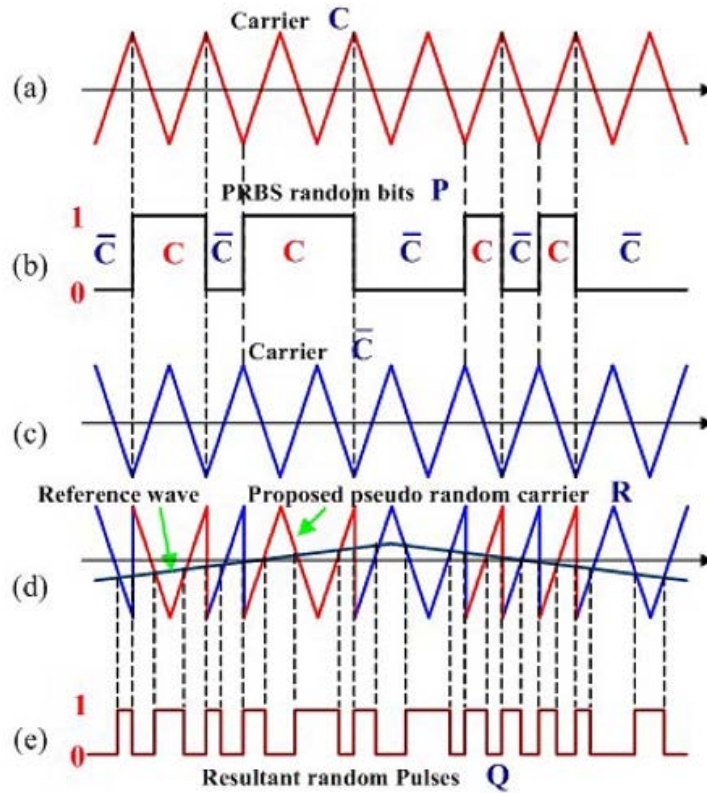 Carrier C
(a)
PRBS random bits P
1
C̅ C C̅ C C̅ C C̅ C C̅
(b)
0
Carrier C̅
(c)
Reference wave Proposed pseudo random carrier R
(d)
1
(e)
0
Resultant random Pulses Q